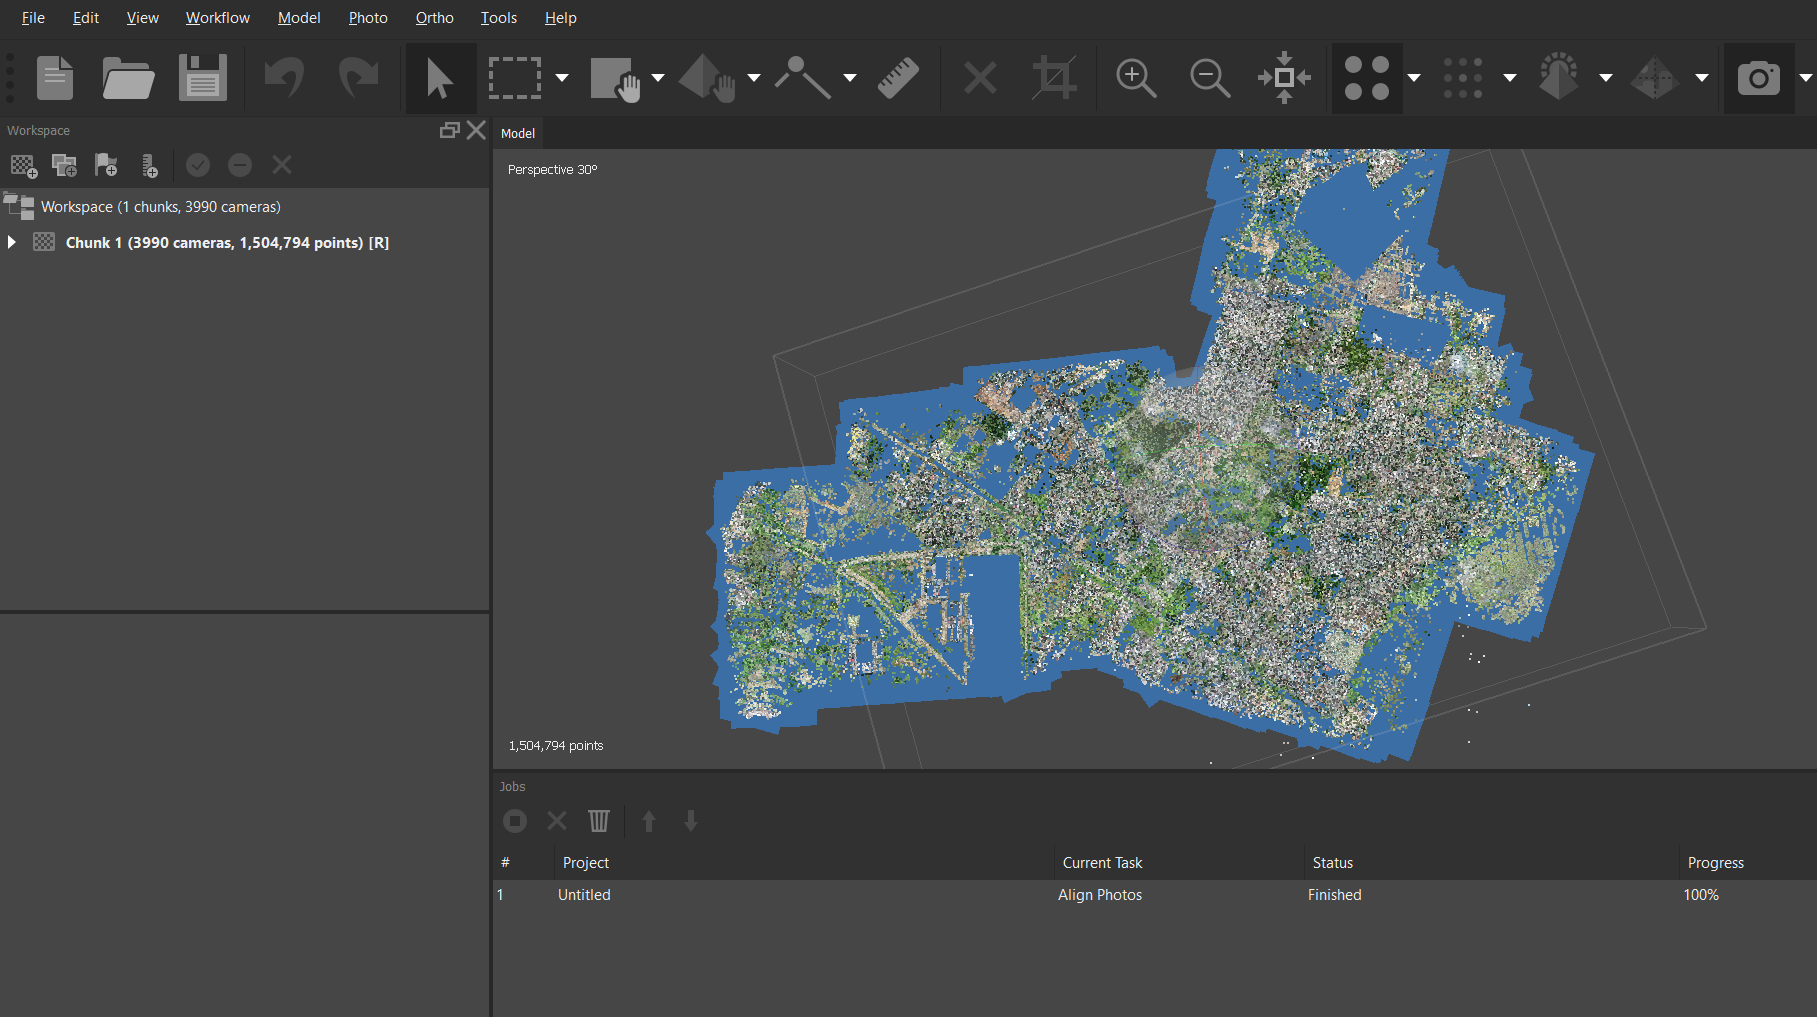 File Edit View Workflow Model Photo Ortho Tools Help
Workspace
Model
Perspective 30°
Workspace (1 chunks, 3990 cameras)
Chunk 1 (3990 cameras, 1,504,794 points) [R]
1,504,794 points
Jobs
# Project Current Task Status Progress
1 Untitled Align Photos Finished 100%